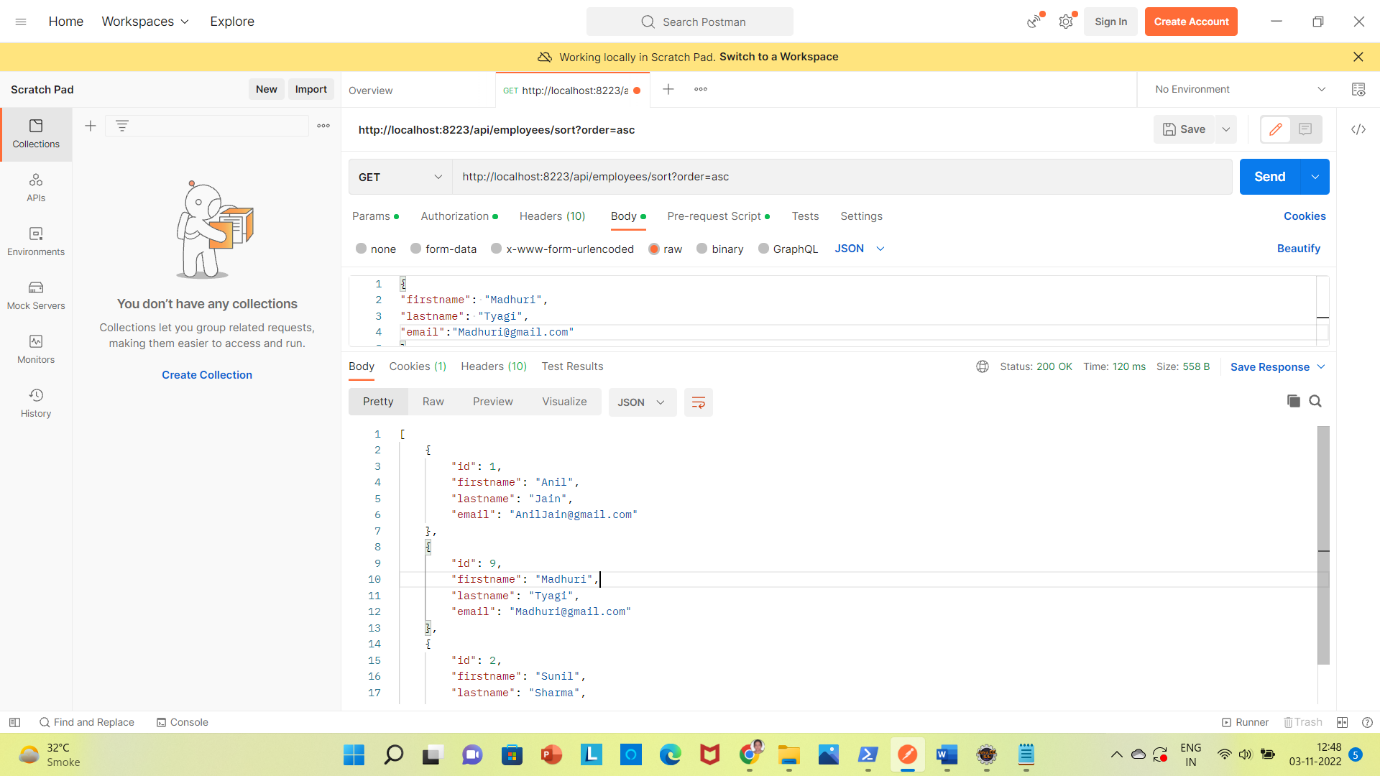 Home Workspaces Explore Search Postman Sign In Create Account
Working locally in Scratch Pad. Switch to a Workspace
Scratch Pad New Import Overview GET http://localhost:8223/a No Environment
http://localhost:8223/api/employees/sort?order=asc Save
Collections
GET http://localhost:8223/api/employees/sort?order=asc Send
APIs
Params Authorization Headers (10) Body Pre-request Script Tests Settings Cookies
Environments
none form-data x-www-form-urlencoded raw binary GraphQL JSON Beautify
Mock Servers
Monitors
History
You don't have any collections
Collections let you group related requests,
making them easier to access and run.
Create Collection
1 {
2 "firstname": "Madhuri",
3 "lastname": "Tyagi",
4 "email":"Madhuri@gmail.com"
Body Cookies (1) Headers (10) Test Results Status: 200 OK Time: 120 ms Size: 558 B Save Response
Pretty Raw Preview Visualize JSON
1 [
2 {
3 "id": 1,
4 "firstname": "Anil",
5 "lastname": "Jain",
6 "email": "AnilJain@gmail.com"
7 },
8 {
9 "id": 9,
10 "firstname": "Madhuri",
11 "lastname": "Tyagi",
12 "email": "Madhuri@gmail.com"
13 },
14 {
15 "id": 2,
16 "firstname": "Sunil",
17 "lastname": "Sharma",
Find and Replace Console Runner Trash
32°C
Smoke
ENG
IN
12:48
03-11-2022
5